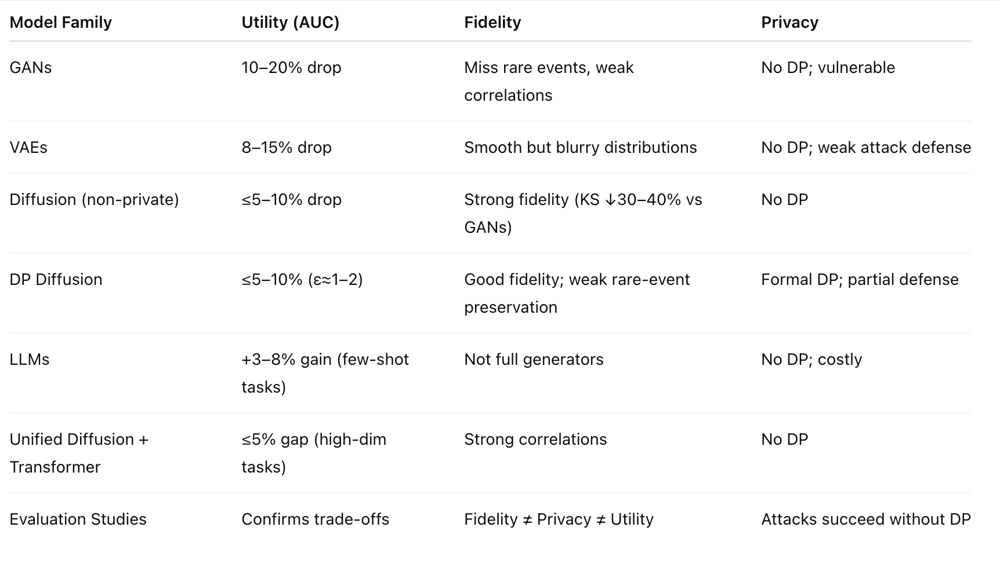 Model Family Utility (AUC) Fidelity Privacy
GANs 10–20% drop Miss rare events, weak No DP; vulnerable
correlations
VAEs 8–15% drop Smooth but blurry distributions No DP; weak attack defense
Diffusion (non-private) ≤5–10% drop Strong fidelity (KS ↓30–40% vs No DP
GANs)
DP Diffusion ≤5–10% (ε≈1–2) Good fidelity; weak rare-event Formal DP; partial defense
preservation
LLMs +3–8% gain (few-shot Not full generators No DP; costly
tasks)
Unified Diffusion + ≤5% gap (high-dim Strong correlations No DP
Transformer tasks)
Evaluation Studies Confirms trade-offs Fidelity ≠ Privacy ≠ Utility Attacks succeed without DP